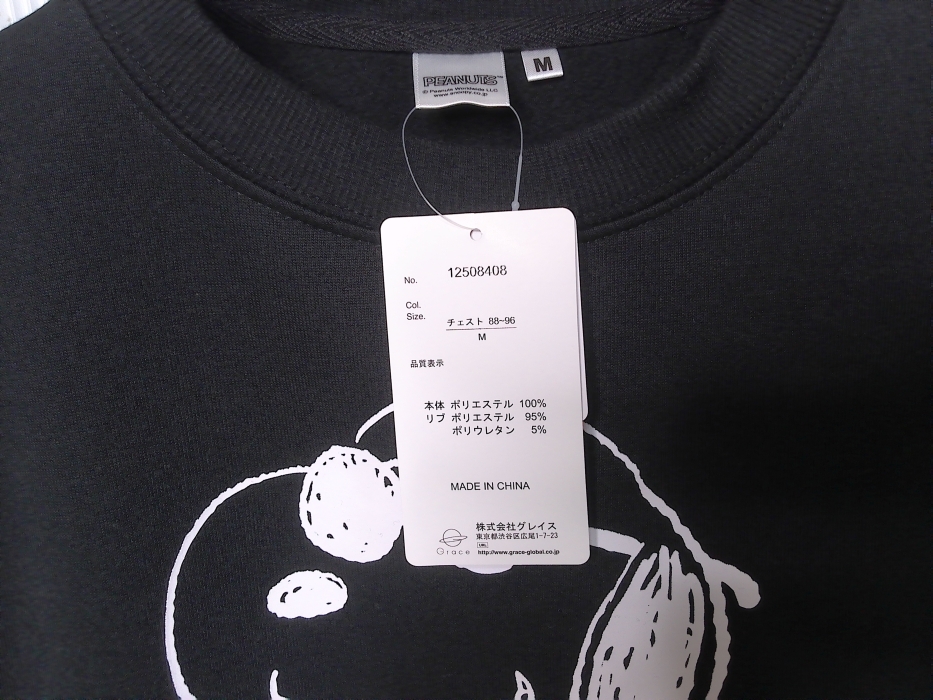 PEANUTS™
© Peanuts Worldwide LLC
www.snoopy.co.jp
M
No. 12508408
Col.
Size. チェスト 88~96
M
品質表示
本体 ポリエステル 100%
リブ ポリエステル 95%
ポリウレタン 5%
MADE IN CHINA
株式会社グレイス
東京都渋谷区広尾1-7-23
URL
Grace http://www.grace-global.co.jp